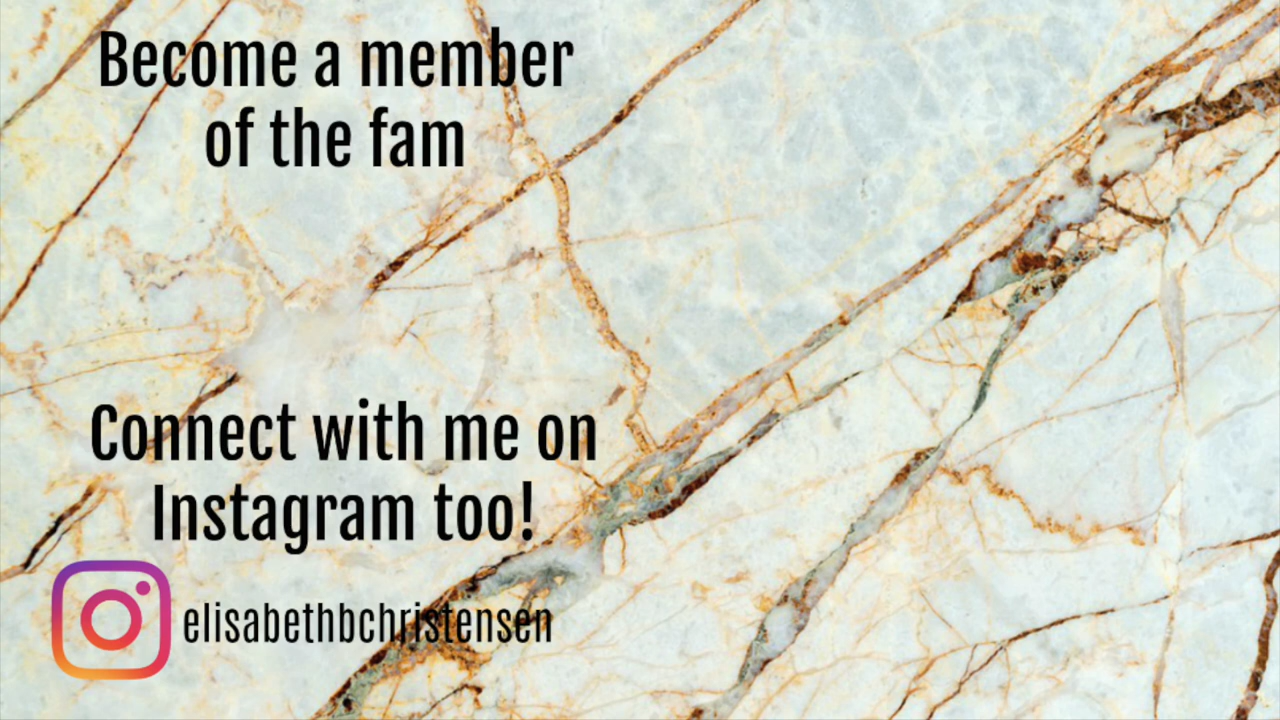 Become a member
of the fam
Connect with me on
Instagram too!
elisabethbchristensen